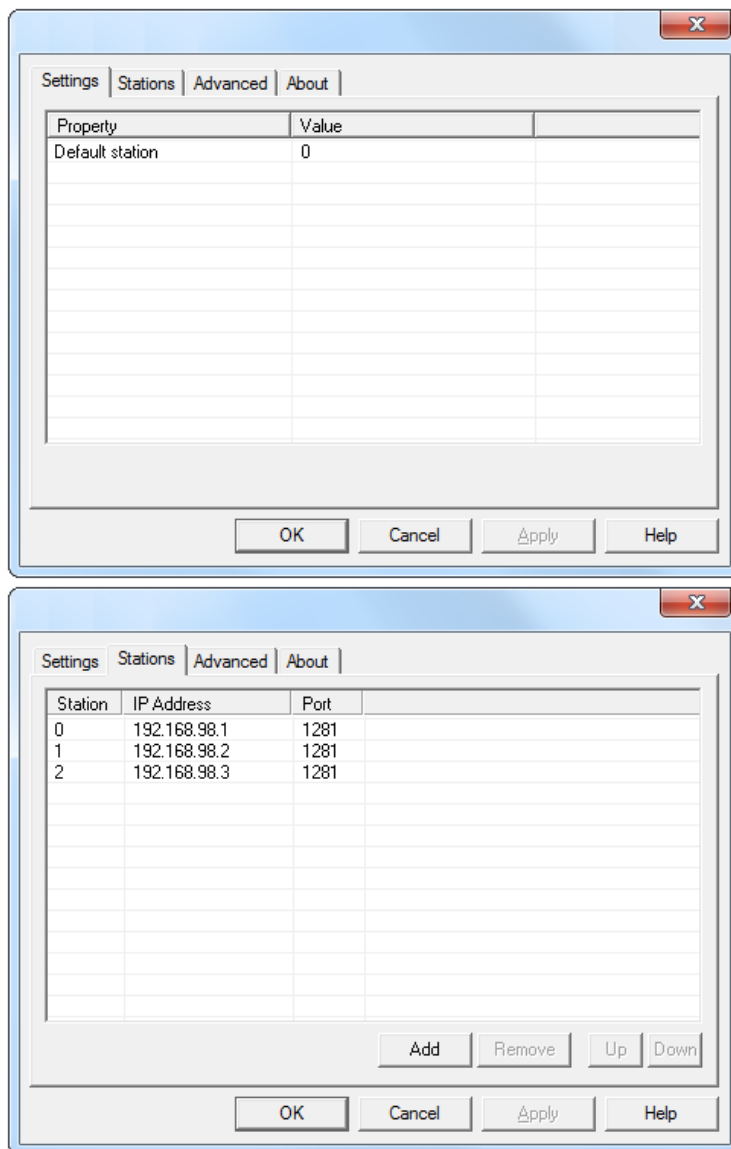 Settings Stations Advanced About
Property Value
Default station 0
OK Cancel Apply Help
Settings Stations Advanced About
Station IP Address Port
0 192.168.98.1 1281
1 192.168.98.2 1281
2 192.168.98.3 1281
Add Remove Up Down
OK Cancel Apply Help